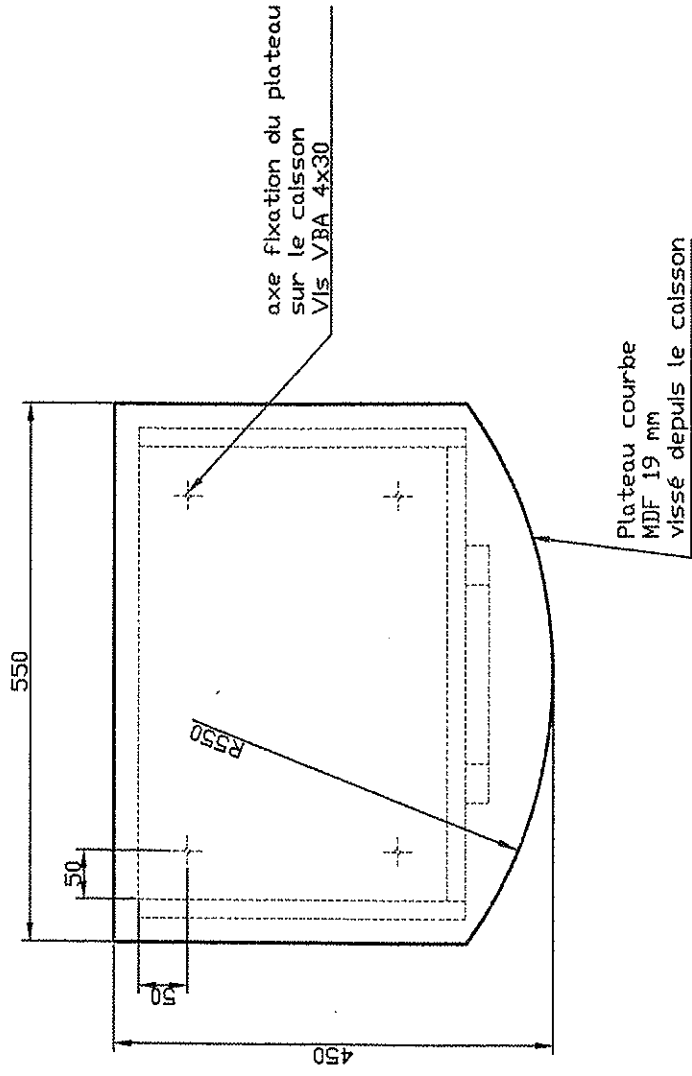 550
50
50
450
R550
axe fixation du plateau
sur le caisson
Vis VBA 4x30
Plateau courbe
MDF 19 mm
vissé depuis le caisson